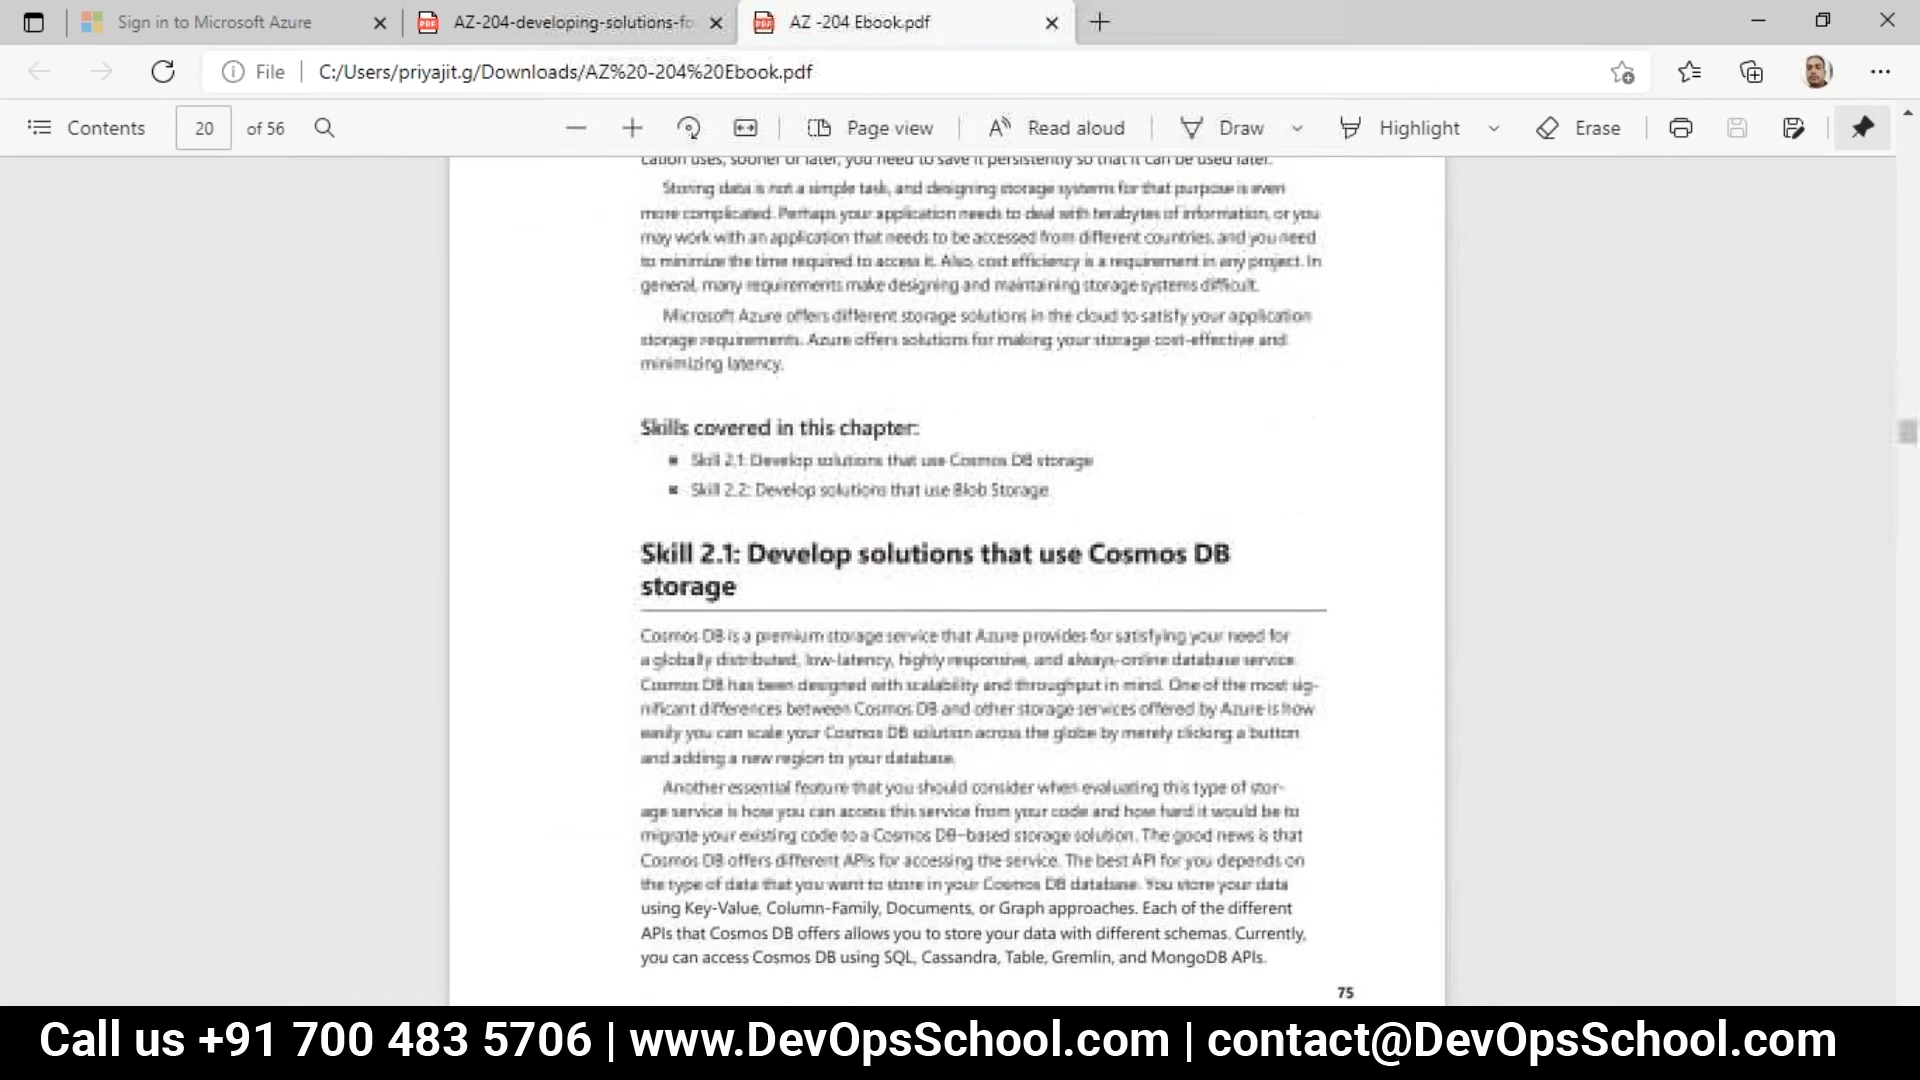 Sign in to Microsoft Azure
AZ-204-developing-solutions-fo
AZ -204 Ebook.pdf
File
C:/Users/priyajit.g/Downloads/AZ%20-204%20Ebook.pdf
Contents
20
of 56
Page view
Read aloud
Draw
Highlight
Erase
cation uses, sooner or later, you need to save it persistently so that it can be used later.
Storing data is not a simple task, and designing storage systems for that purpose is even
more complicated. Perhaps your application needs to deal with terabytes of information, or you
may work with an application that needs to be accessed from different countries, and you need
to minimize the time required to access it. Also, cost efficiency is a requirement in any project. In
general, many requirements make designing and maintaining storage systems difficult.
Microsoft Azure offers different storage solutions in the cloud to satisfy your application
storage requirements. Azure offers solutions for making your storage cost-effective and
minimizing latency.
Skills covered in this chapter:
■ Skill 2.1: Develop solutions that use Cosmos DB storage
■ Skill 2.2: Develop solutions that use Blob Storage
Skill 2.1: Develop solutions that use Cosmos DB
storage
Cosmos DB is a premium storage service that Azure provides for satisfying your need for
a globally distributed, low-latency, highly responsive, and always-online database service.
Cosmos DB has been designed with scalability and throughput in mind. One of the most sig-
nificant differences between Cosmos DB and other storage services offered by Azure is how
easily you can scale your Cosmos DB solution across the globe by merely clicking a button
and adding a new region to your database.
Another essential feature that you should consider when evaluating this type of stor-
age service is how you can access this service from your code and how hard it would be to
migrate your existing code to a Cosmos DB–based storage solution. The good news is that
Cosmos DB offers different APIs for accessing the service. The best API for you depends on
the type of data that you want to store in your Cosmos DB database. You store your data
using Key-Value, Column-Family, Documents, or Graph approaches. Each of the different
APIs that Cosmos DB offers allows you to store your data with different schemas. Currently,
you can access Cosmos DB using SQL, Cassandra, Table, Gremlin, and MongoDB APIs.
75
Call us +91 700 483 5706 | www.DevOpsSchool.com | contact@DevOpsSchool.com